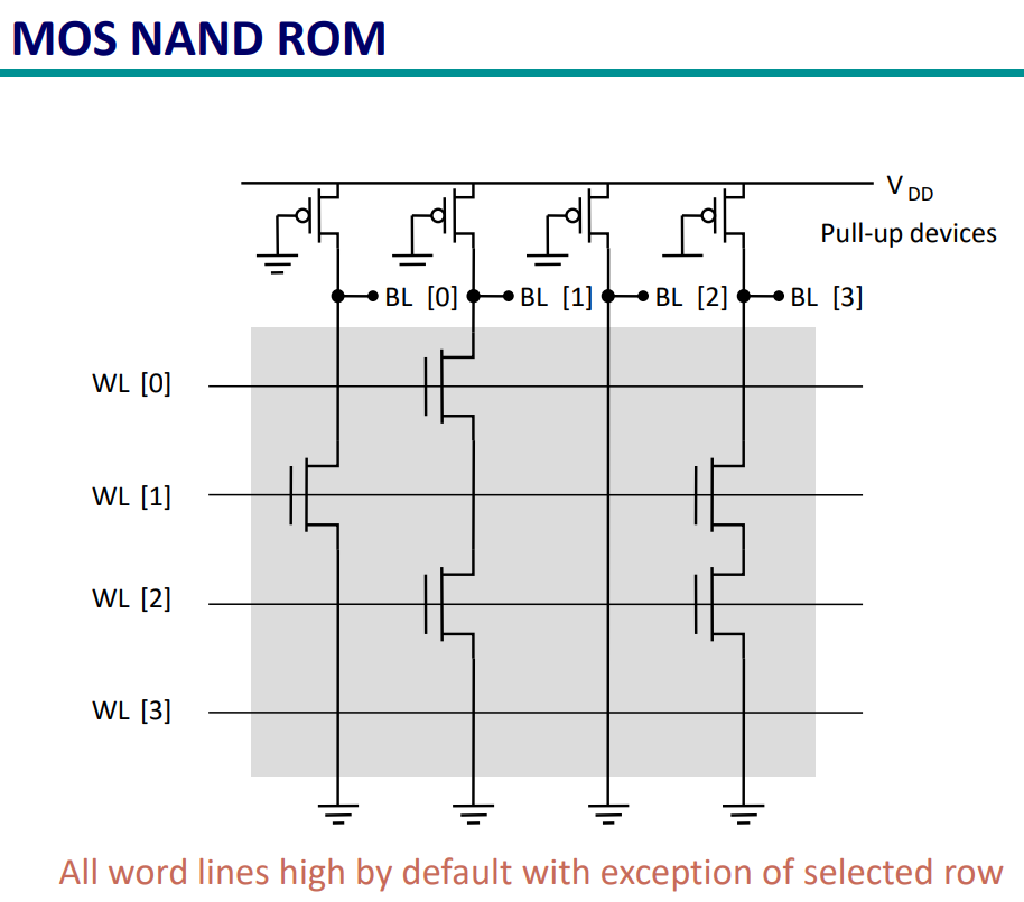 MOS NAND ROM
V DD
Pull-up devices
BL [0] BL [1] BL [2] BL [3]
WL [0]
WL [1]
WL [2]
WL [3]
All word lines high by default with exception of selected row